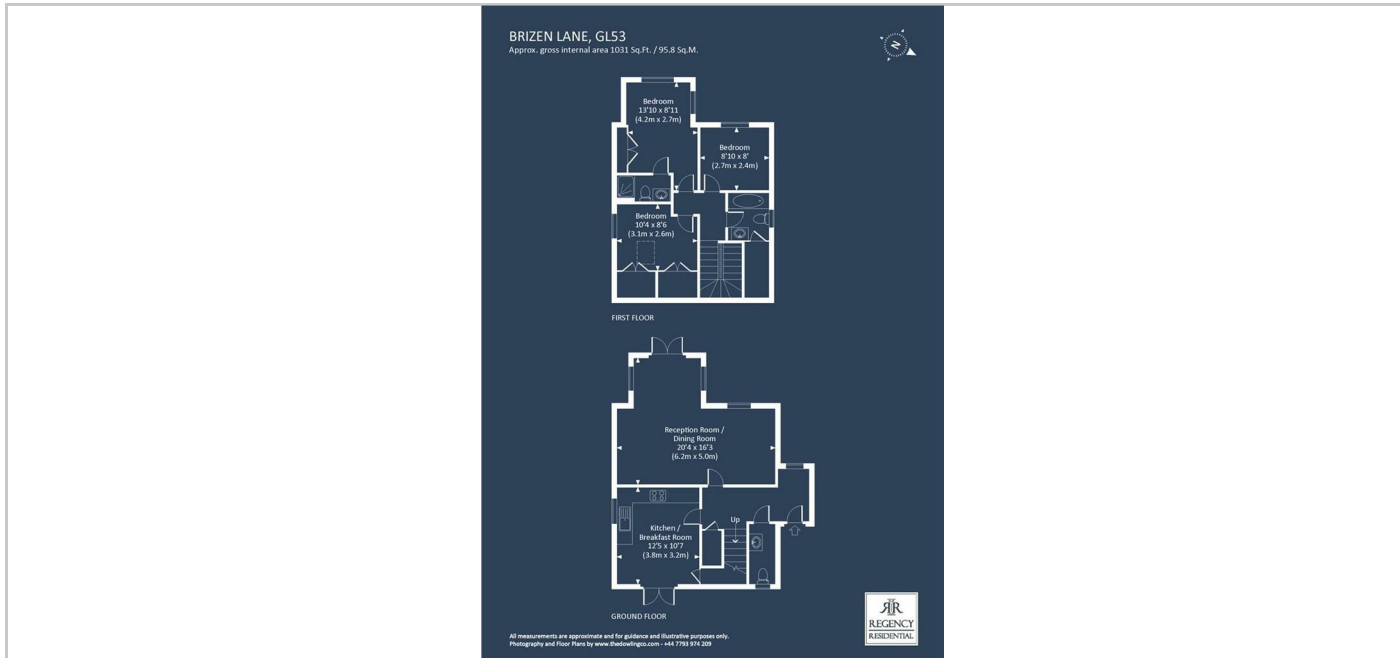 BRIZEN LANE, GL53
Approx. gross internal area 1031 Sq.Ft. / 95.8 Sq.M.
N
Bedroom
13'10 x 8'11
(4.2m x 2.7m)
Bedroom
8'10 x 8'
(2.7m x 2.4m)
Bedroom
10'4 x 8'6
(3.1m x 2.6m)
FIRST FLOOR
Reception Room /
Dining Room
20'4 x 16'3
(6.2m x 5.0m)
Kitchen /
Breakfast Room
12'5 x 10'7
(3.8m x 3.2m)
Up
GROUND FLOOR
REGENCY
RESIDENTIAL
All measurements are approximate and for guidance and illustrative purposes only.
Photography and Floor Plans by www.thedowlingco.com - +44 7793 974 209